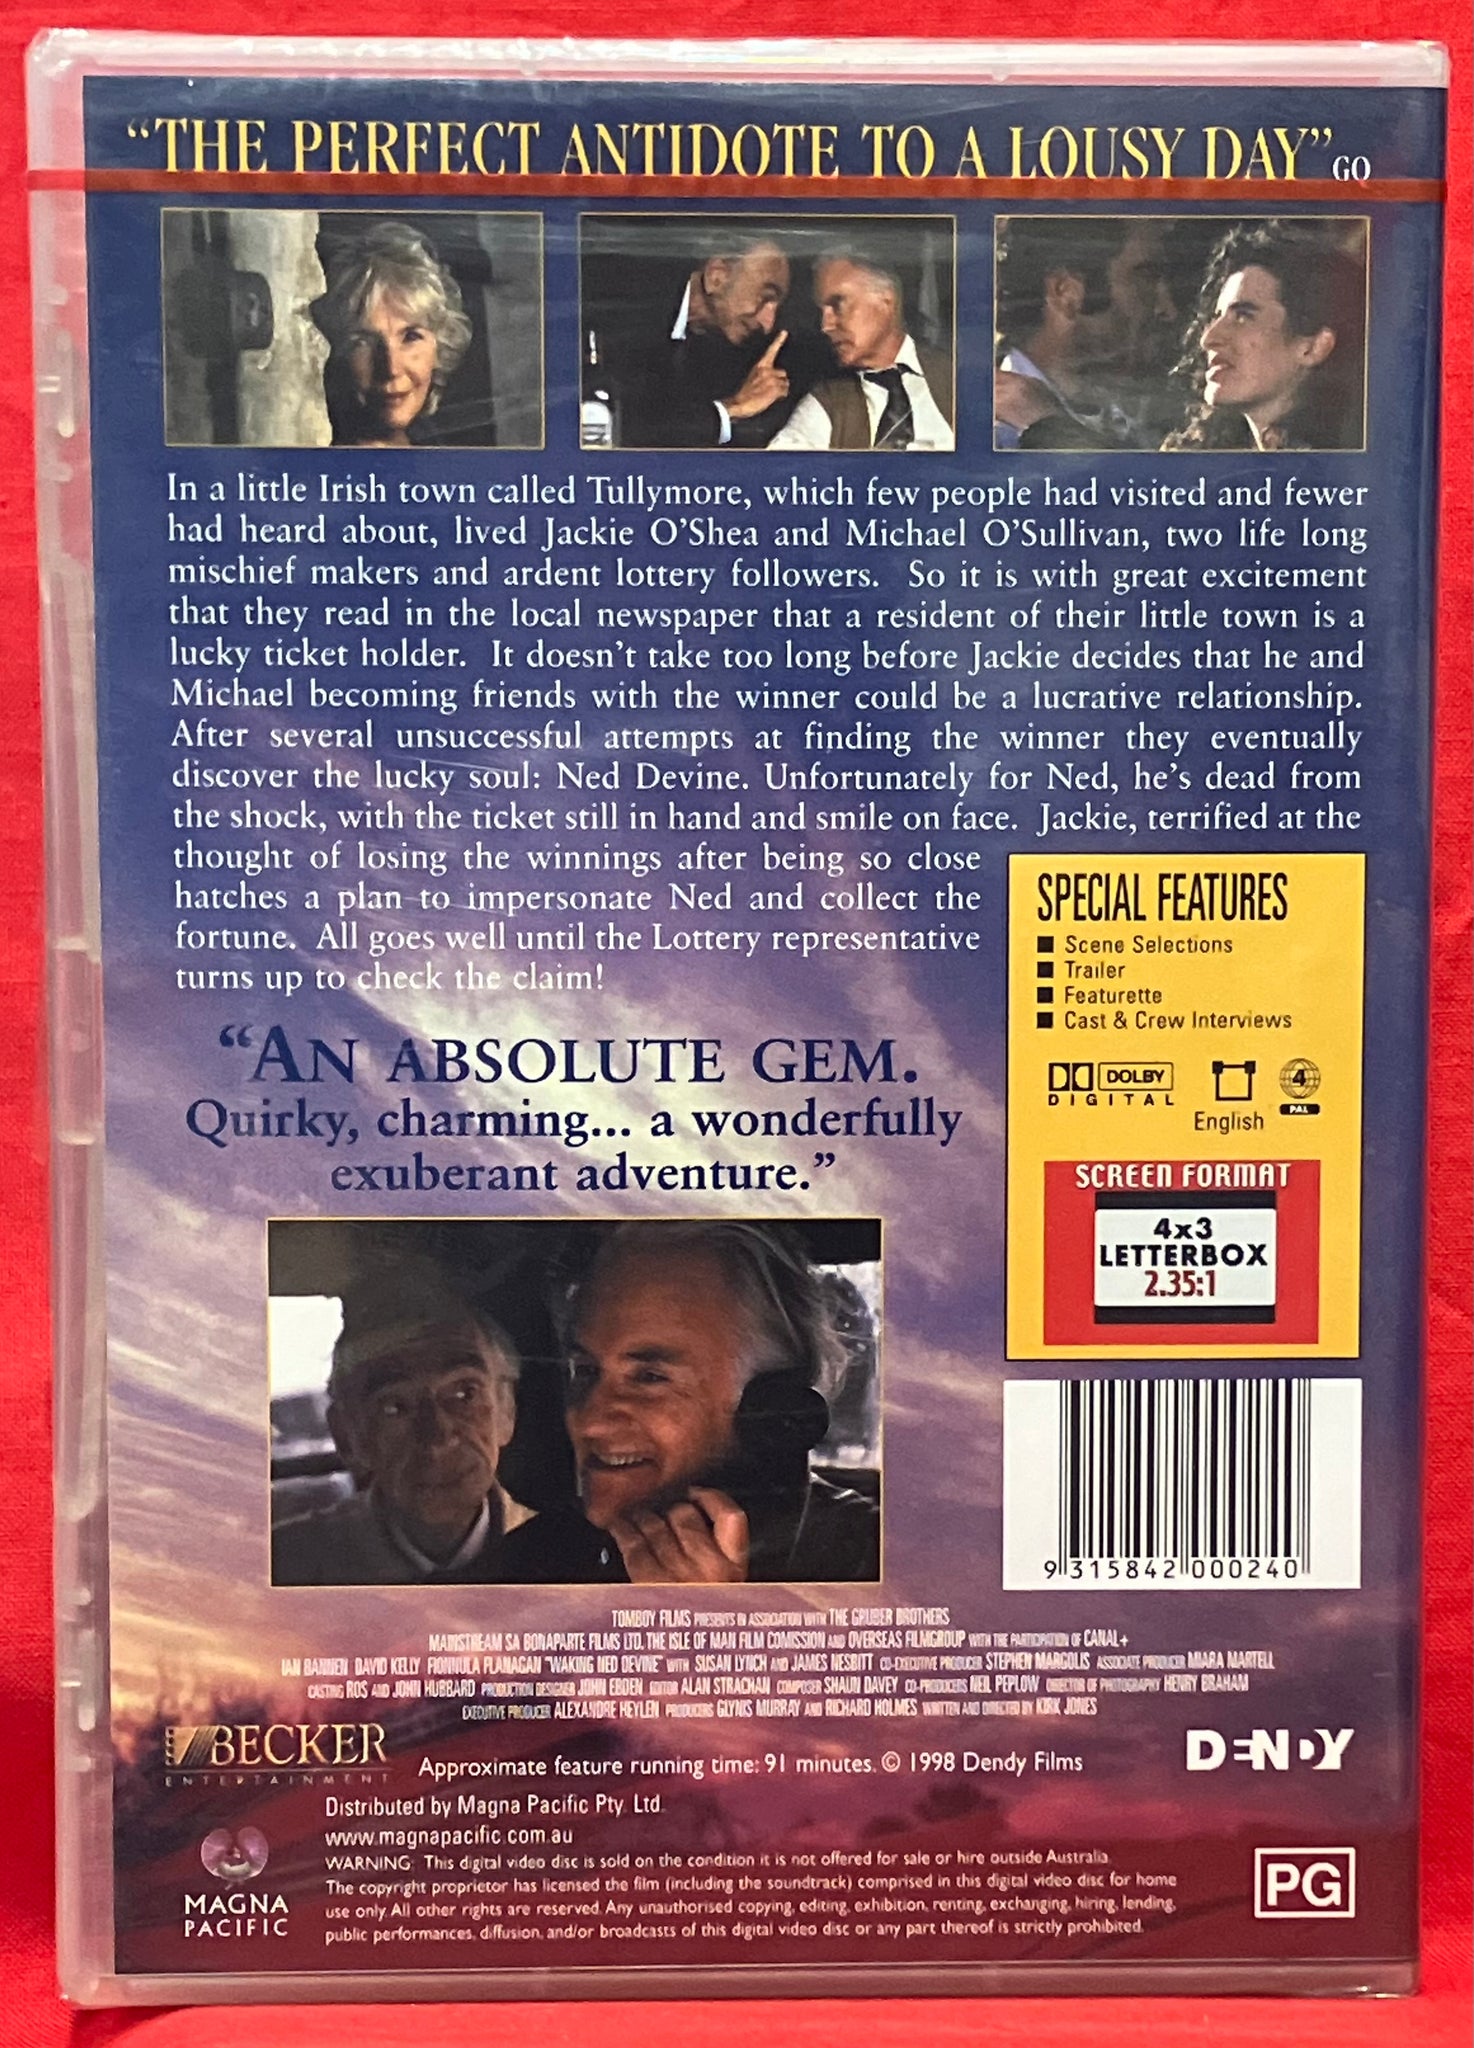 “THE PERFECT ANTIDOTE TO A LOUSY DAY” GO
In a little Irish town called Tullymore, which few people had visited and fewer
had heard about, lived Jackie O’Shea and Michael O’Sullivan, two life long
mischief makers and ardent lottery followers. So it is with great excitement
that they read in the local newspaper that a resident of their little town is a
lucky ticket holder. It doesn’t take too long before Jackie decides that he and
Michael becoming friends with the winner could be a lucrative relationship.
After several unsuccessful attempts at finding the winner they eventually
discover the lucky soul: Ned Devine. Unfortunately for Ned, he’s dead from
the shock, with the ticket still in hand and smile on face. Jackie, terrified at the
thought of losing the winnings after being so close
hatches a plan to impersonate Ned and collect the
fortune. All goes well until the Lottery representative
turns up to check the claim!
“AN ABSOLUTE GEM.
Quirky, charming... a wonderfully
exuberant adventure.”
SPECIAL FEATURES
Scene Selections
Trailer
Featurette
Cast & Crew Interviews
DOLBY
DIGITAL
English
4
PAL
SCREEN FORMAT
4x3
LETTERBOX
2.35:1
9 315842 000240
TOMBOY FILMS PRESENTS IN ASSOCIATION WITH THE GRUBER BROTHERS
MAINSTREAM SA BONAPARTE FILMS LTD. THE ISLE OF MAN FILM COMISSION AND OVERSEAS FILMGROUP WITH THE PARTICIPATION OF CANAL+
IAN BANNEN DAVID KELLY FIONNULA FLANAGAN "WAKING NED DEVINE" WITH SUSAN LYNCH AND JAMES NESBITT CO-EXECUTIVE PRODUCER STEPHEN MARGOLIS ASSOCIATE PRODUCER MIARA MARTELL
CASTING ROS AND JOHN HUBBARD PRODUCTION DESIGNER JOHN EBDEN EDITOR ALAN STRACHAN COMPOSER SHAUN DAVEY CO-PRODUCERS NEIL PEPLOW DIRECTOR OF PHOTOGRAPHY HENRY BRAHAM
EXECUTIVE PRODUCER ALEXANDRE HEYLEN PRODUCERS GLYNIS MURRAY AND RICHARD HOLMES WRITTEN AND DIRECTED BY KIRK JONES
BECKER
ENTERTAINMENT
Approximate feature running time: 91 minutes. © 1998 Dendy Films
DENDY
Distributed by Magna Pacific Pty. Ltd.
www.magnapacific.com.au
MAGNA
PACIFIC
WARNING: This digital video disc is sold on the condition it is not offered for sale or hire outside Australia.
The copyright proprietor has licensed the film (including the soundtrack) comprised in this digital video disc for home
use only. All other rights are reserved. Any unauthorised copying, editing, exhibition, renting, exchanging, hiring, lending,
public performances, diffusion, and/or broadcasts of this digital video disc or any part thereof is strictly prohibited.
PG